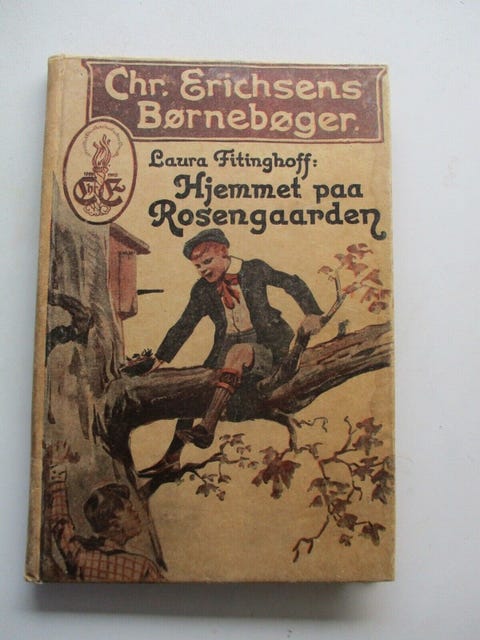 Chr. Erichsens
Børnebøger.
Laura Fitinghoff:
Hjemmet paa
Rosengaarden